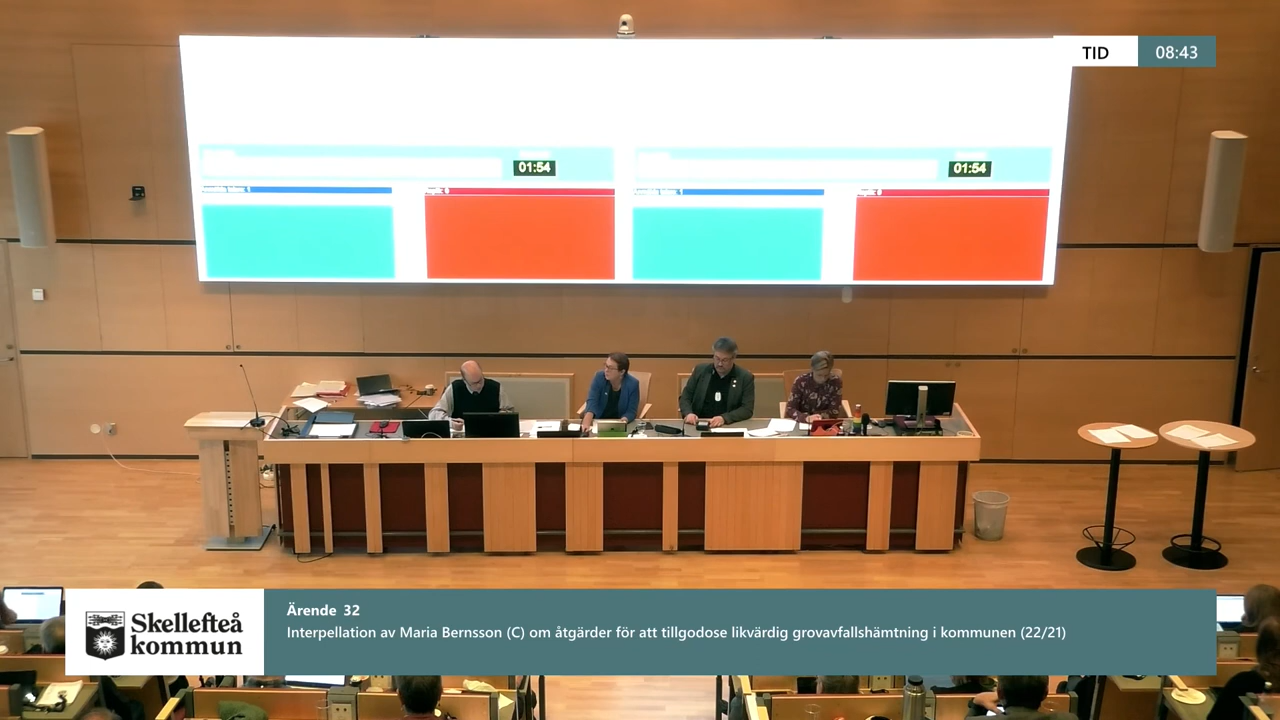 TID 08:43
01:54 01:54
Skellefteå
kommun
Ärende 32
Interpellation av Maria Bernsson (C) om åtgärder för att tillgodose likvärdig grovavfallshämtning i kommunen (22/21)